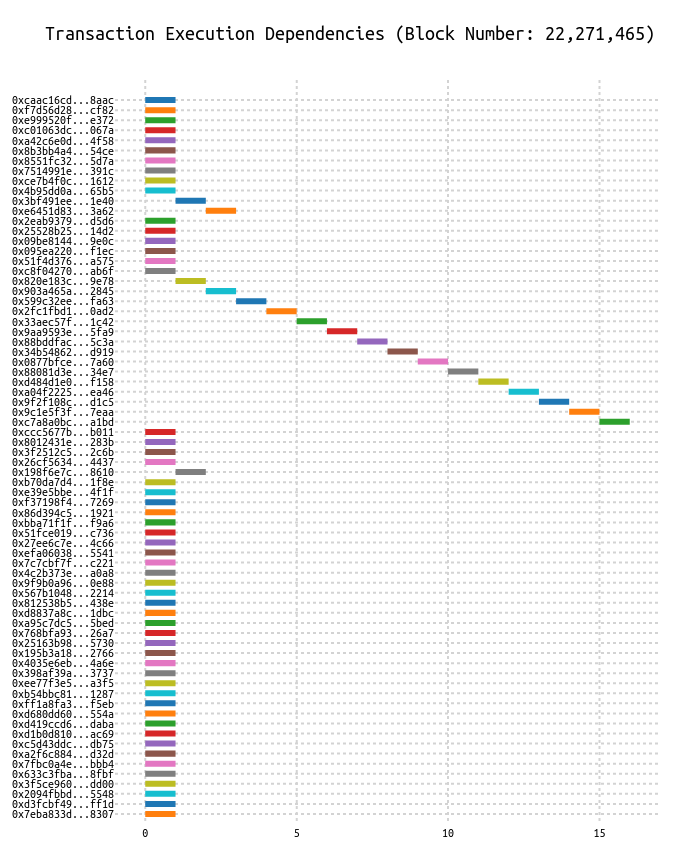 Transaction Execution Dependencies (Block Number: 22,271,465)
0xcaac16cd...8aac
0xf7d56d28...cf82
0xe999520f...e372
0xc01063dc...067a
0xa42c6e0d...4f58
0x8b3bb4a4...54ce
0x8551fc32...5d7a
0x7514991e...391c
0xce7b4f0c...1612
0x4b95dd0a...65b5
0x3bf491ee...1e40
0xe6451d83...3a62
0x2eab9379...d5d6
0x25528b25...14d2
0x09be8144...9e0c
0x095ea220...f1ec
0x51f4d376...a575
0xc8f04270...ab6f
0x820e183c...9e78
0x903a465a...2845
0x599c32ee...fa63
0x2fc1fbd1...0ad2
0x33aec57f...1c42
0x9aa9593e...5fa9
0x88bddfac...5c3a
0x34b54862...d919
0x0877bfce...7a60
0x88081d3e...34e7
0xd484d1e0...f158
0xa04f2225...ea46
0x9f2f108c...d1c5
0x9c1e5f3f...7eaa
0xc7a8a0bc...a1bd
0xccc5677b...b011
0x8012431e...283b
0x3f2512c5...2c6b
0x26cf5634...4437
0x198f6e7c...8610
0xb70da7d4...1f8e
0xe39e5bbe...4f1f
0xf37198f4...7269
0x86d394c5...1921
0xbba71f1f...f9a6
0x51fce019...c736
0x27ee6c7e...4c66
0xefa06038...5541
0x7c7cbf7f...c221
0x4c2b373e...a0a8
0x9f9b0a96...0e88
0x567b1048...2214
0x812538b5...438e
0xd8837a8c...1dbc
0xa95c7dc5...5bed
0x768bfa93...26a7
0x25163b98...5730
0x195b3a18...2766
0x4035e6eb...4a6e
0x398af39a...3737
0xee77f3e5...a3f5
0xb54bbc81...1287
0xff1a8fa3...f5eb
0xd680dd60...554a
0xd419ccd6...daba
0xd1b0d810...ac69
0xc5d43ddc...db75
0xa2f6c884...d32d
0x7fbc0a4e...bbb4
0x633c3fba...8fbf
0x3f5ce960...dd00
0x2094fbbd...5548
0xd3fcbf49...ff1d
0x7eba833d...8307
0 5 10 15